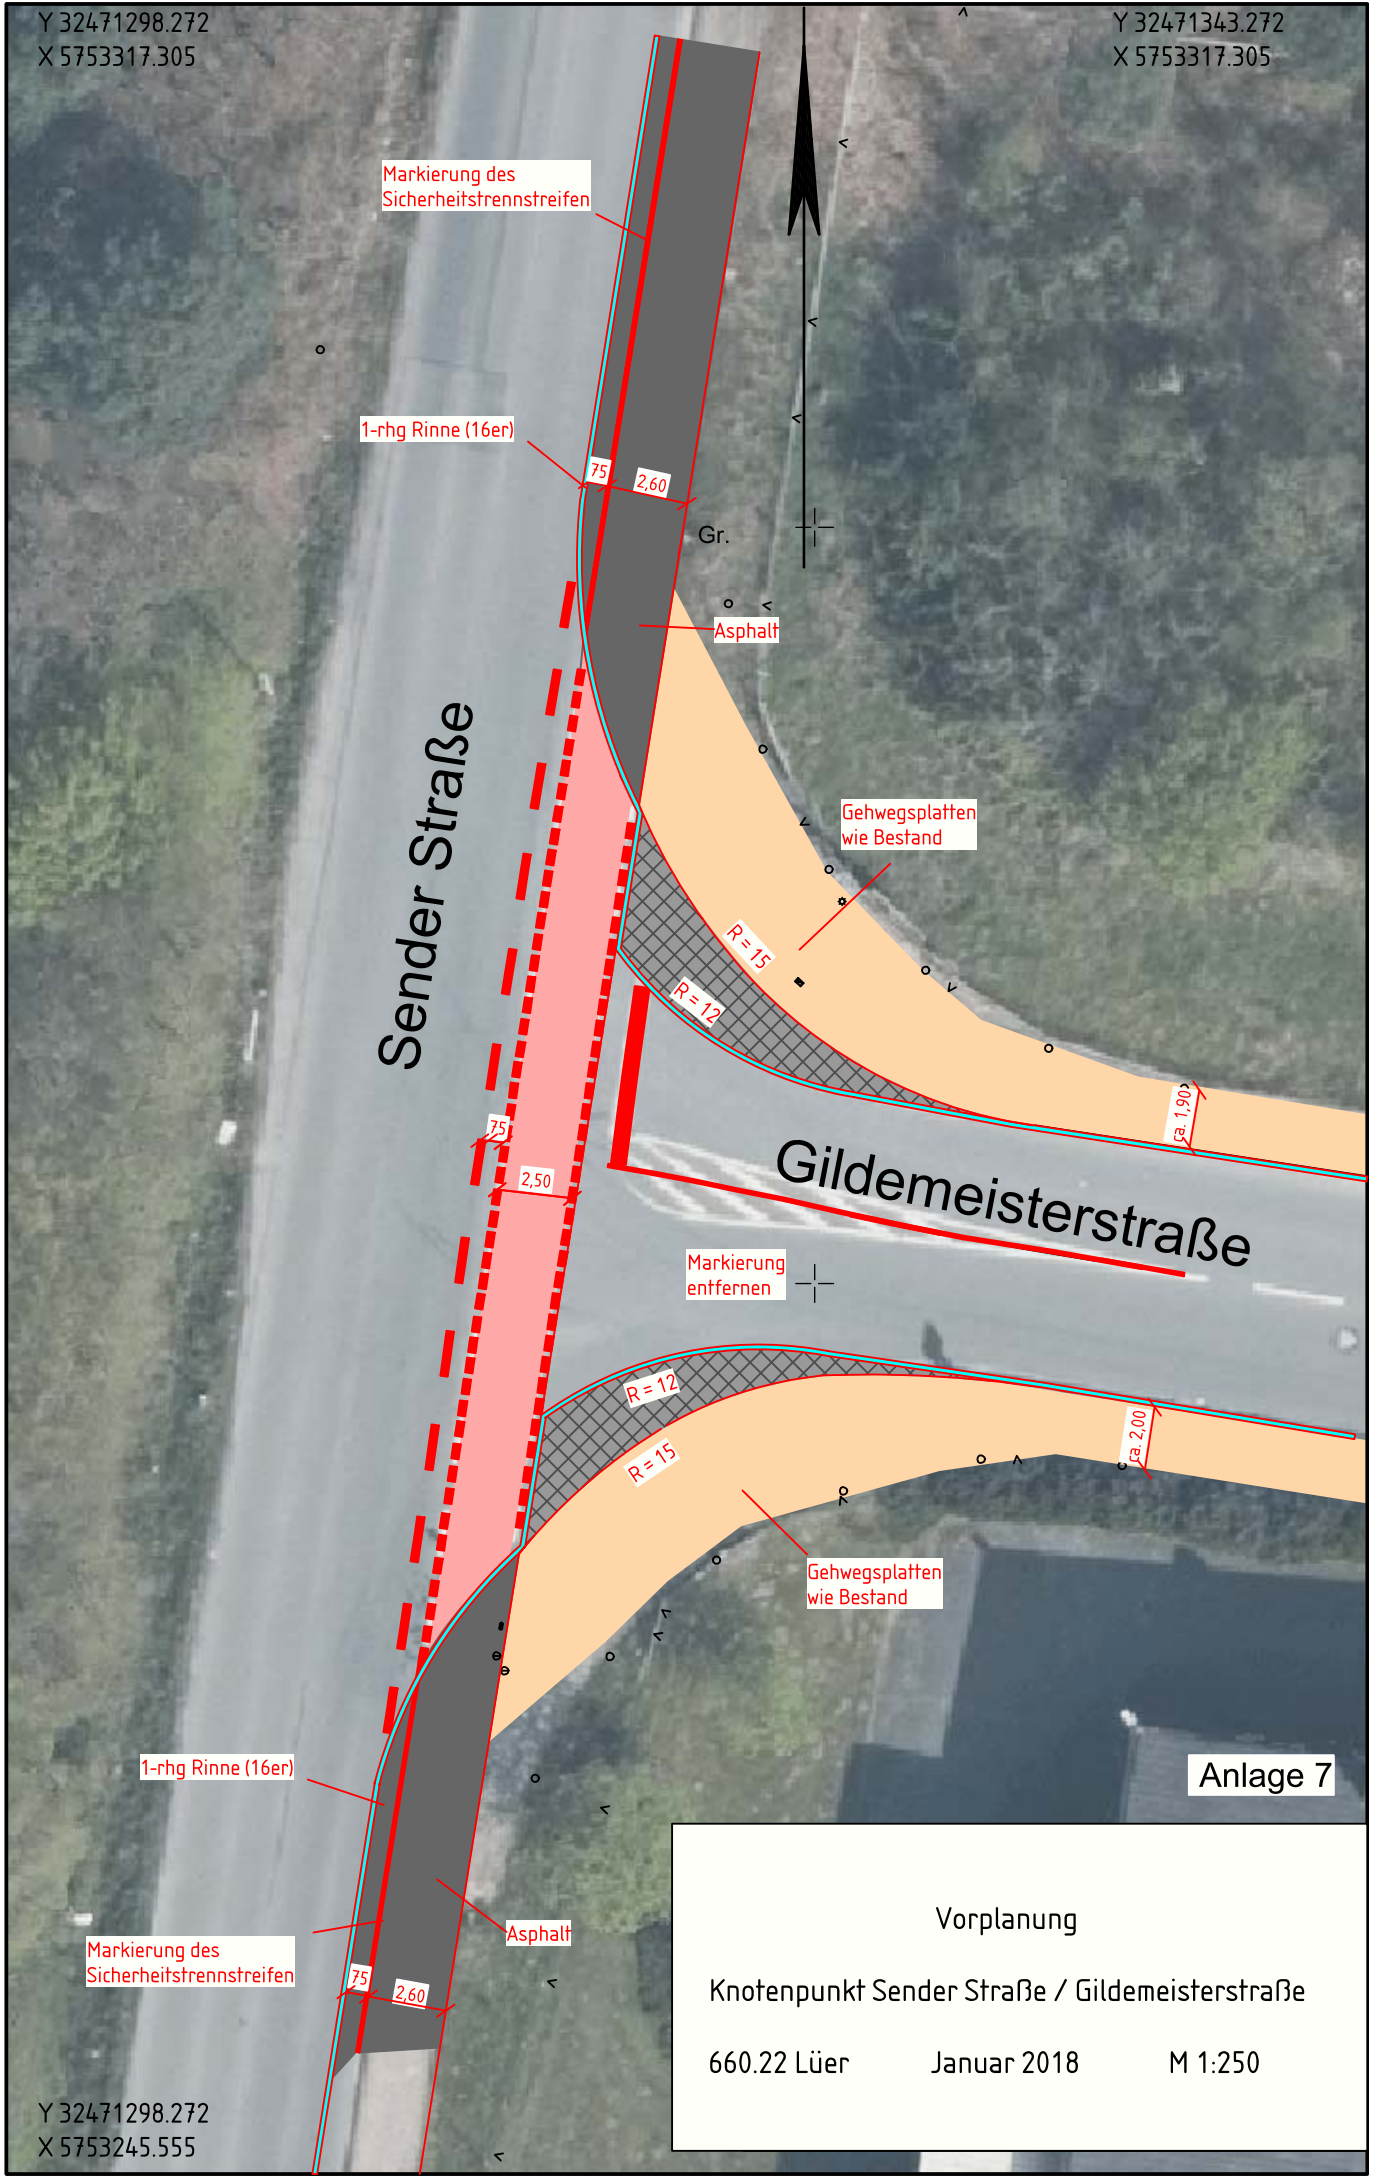 Y 32471298.272
X 5753317.305
Y 32471343.272
X 5753317.305
Markierung des
Sicherheitstrennstreifen
1-rhg Rinne (16er)
75
2,60
Gr.
Asphalt
Sender Straße
Gehwegsplatten
wie Bestand
R = 15
R = 12
ca. 1,90
75
2,50
Gildemeisterstraße
Markierung
entfernen
R = 12
R = 15
ca. 2,00
Gehwegsplatten
wie Bestand
1-rhg Rinne (16er)
Anlage 7
Asphalt
Markierung des
Sicherheitstrennstreifen
75
2,60
Vorplanung
Knotenpunkt Sender Straße / Gildemeisterstraße
660.22 Lüer Januar 2018 M 1:250
Y 32471298.272
X 5753245.555